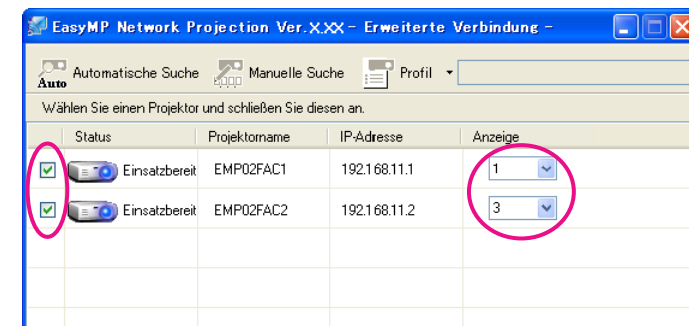 EasyMP Network Projection Ver.X.XX - Erweiterte Verbindung -
Auto Automatische Suche Manuelle Suche Profil
Wählen Sie einen Projektor und schließen Sie diesen an.
Status Projektorname IP-Adresse Anzeige
Einsatzbereit EMP02FAC1 192.168.11.1 1
Einsatzbereit EMP02FAC2 192.168.11.2 3